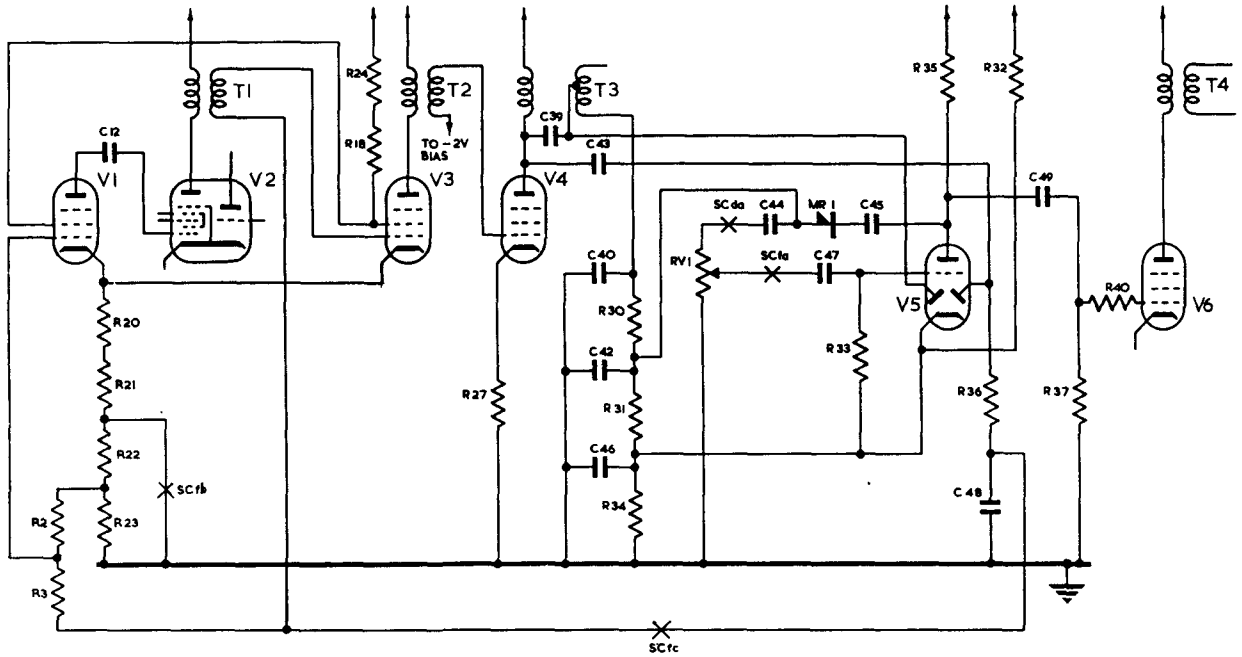 T1
R24
T2
T3
R35
R32
T4
C12
C39
R18
TO -2V
BIAS
C43
V1
V2
V3
V4
C49
SCda
C44
MR1
C45
C40
RV1
SCfa
C47
V5
R40
V6
R20
R30
C42
R33
R21
R27
R36
R37
R31
R22
C46
C48
SCfb
R2
R23
R34
R3
SCfc